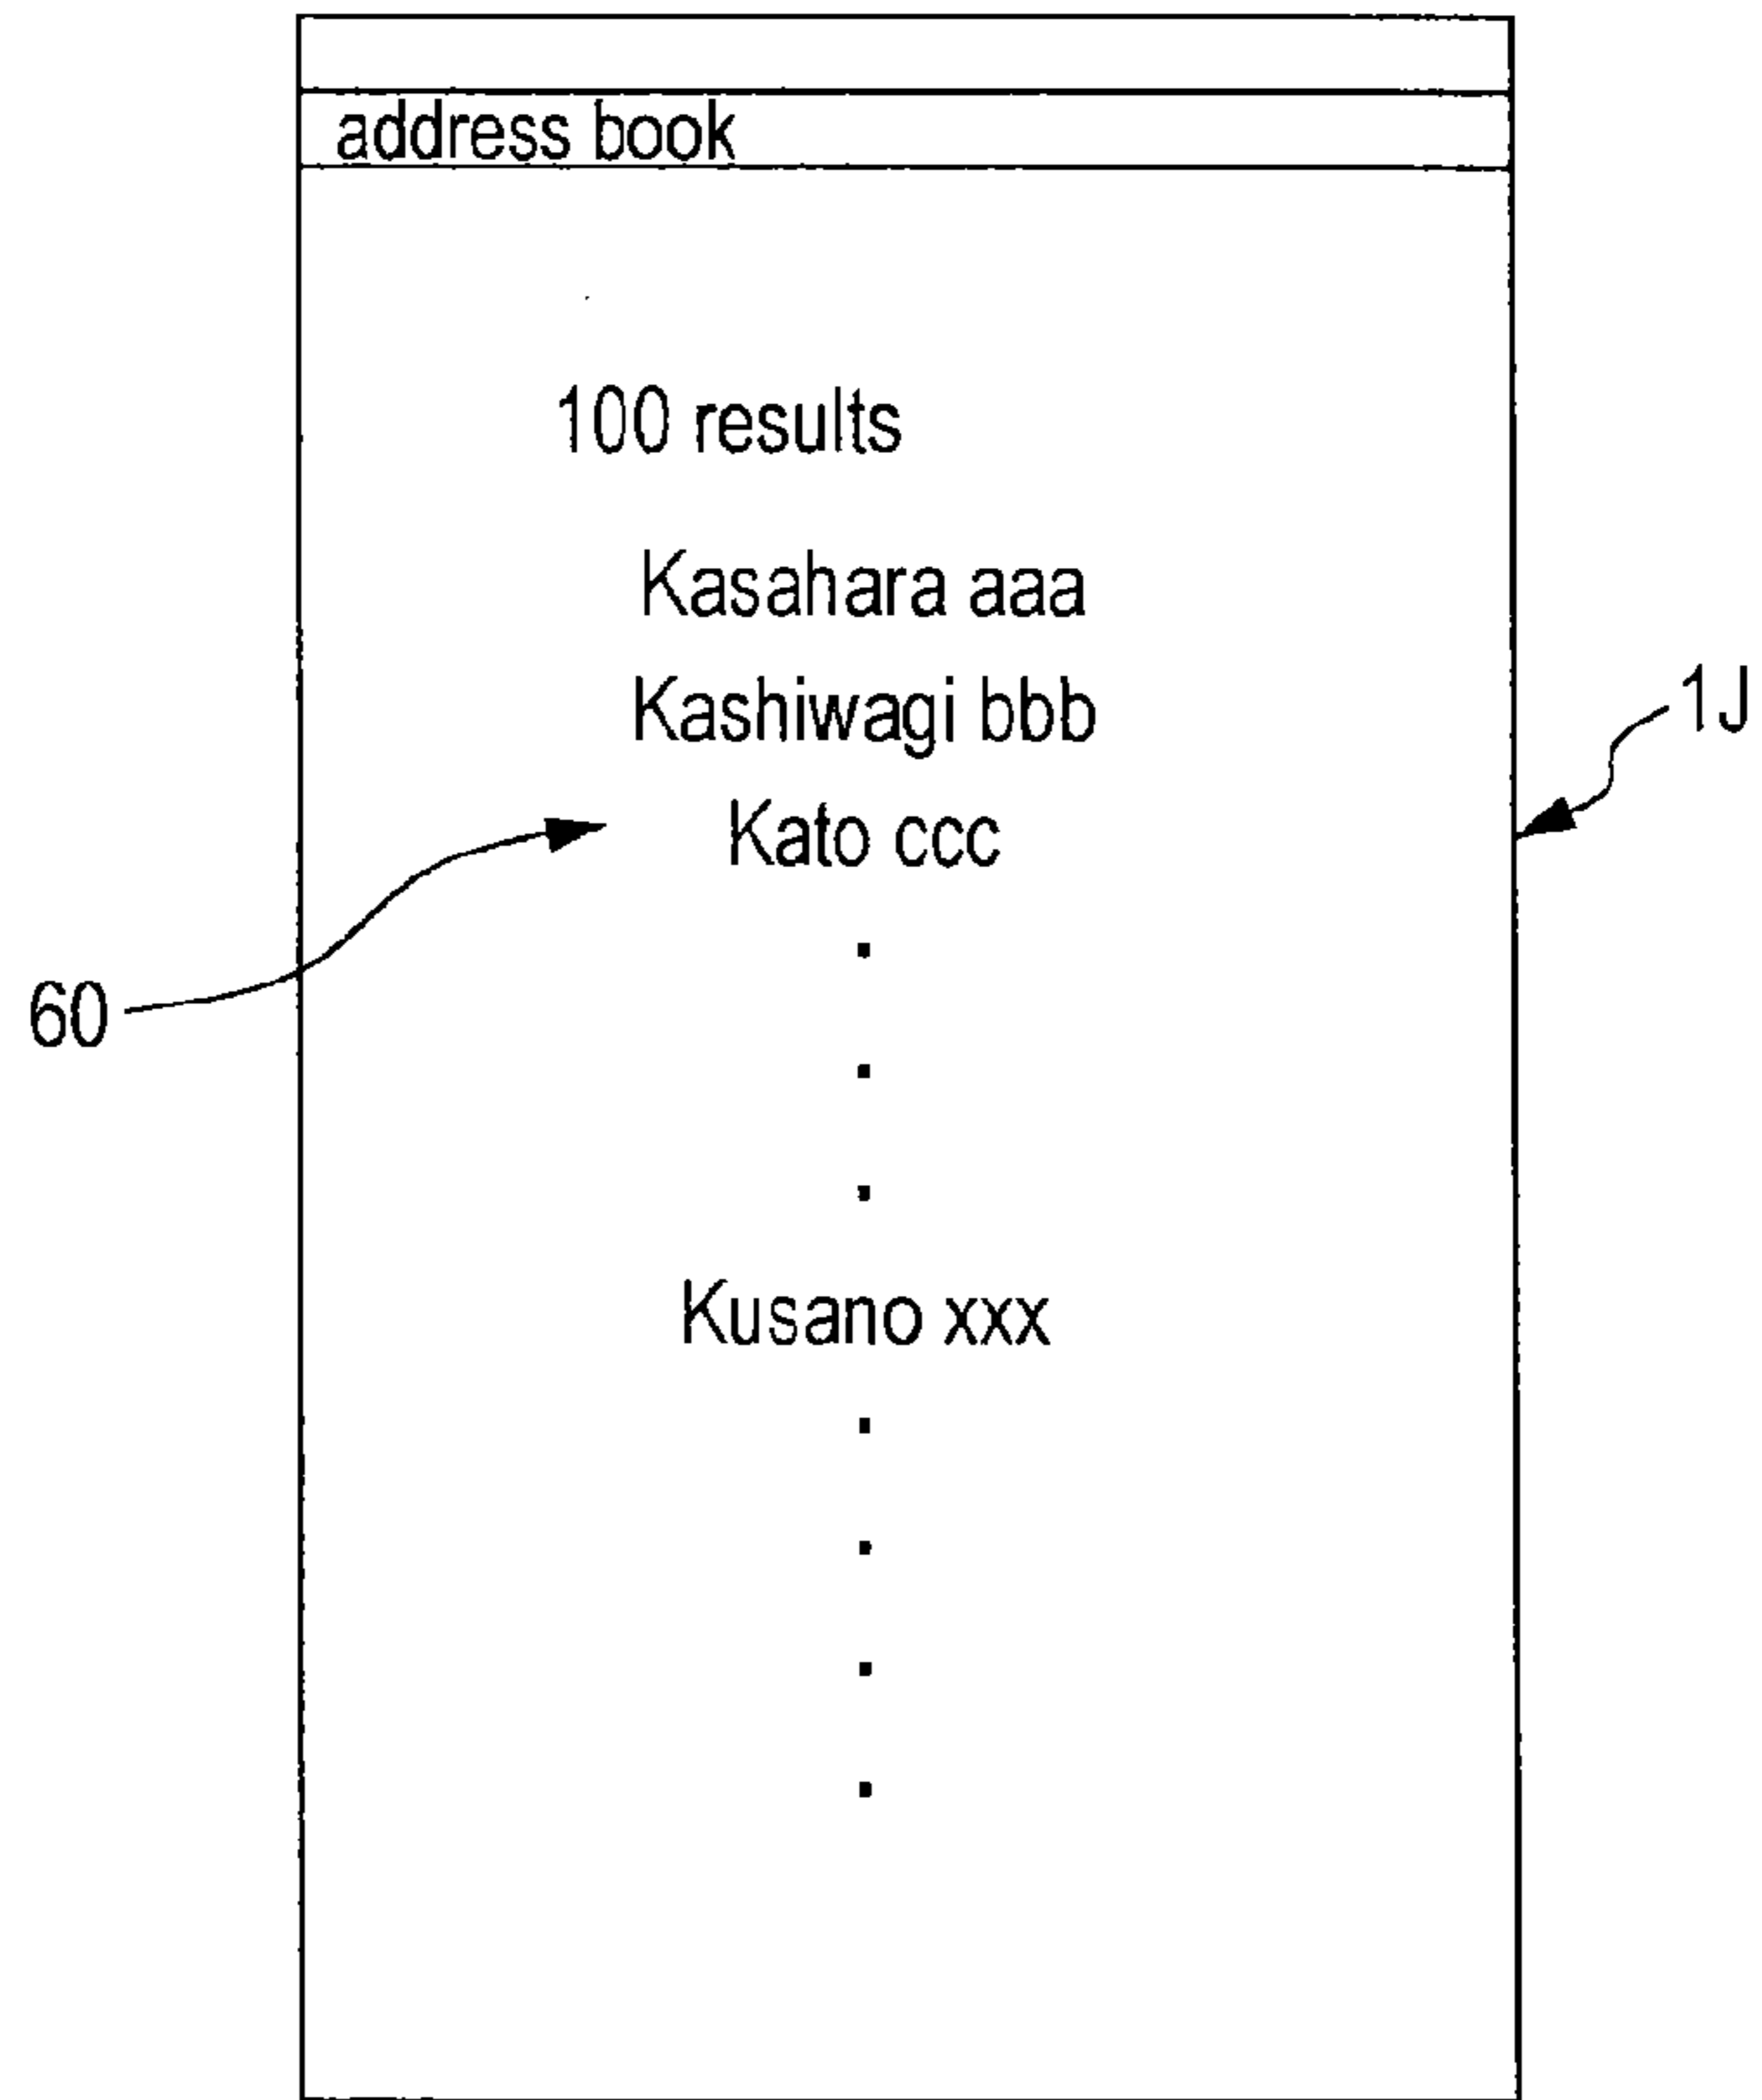 address book
100 results
Kasahara aaa
Kashiwagi bbb
1J
Kato ccc
60
.
.
.
Kusano xxx
.
.
.
.